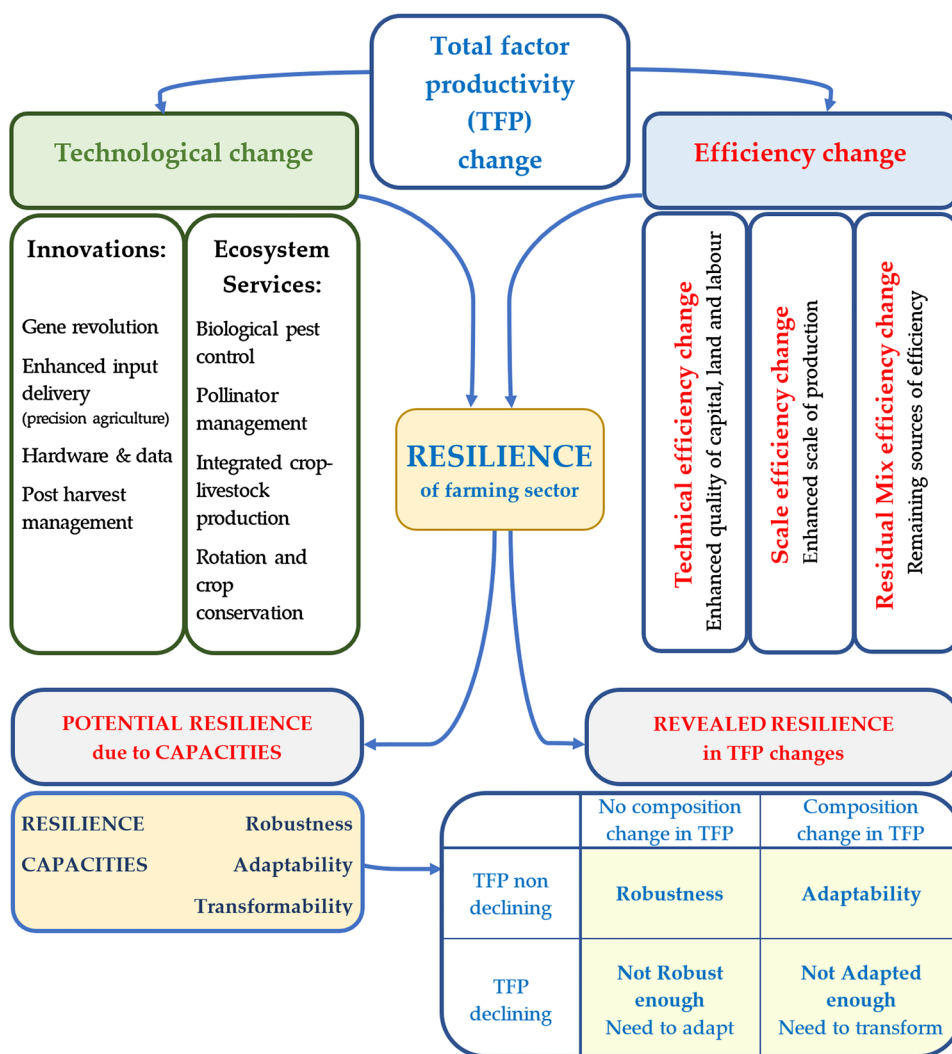 Total factor
productivity
(TFP)
change
Technological change
Efficiency change
Innovations:
Gene revolution
Enhanced input
delivery
(precision agriculture)
Hardware & data
Post harvest
management
Ecosystem
Services:
Biological pest
control
Pollinator
management
Integrated crop-
livestock
production
Rotation and
crop
conservation
Technical efficiency change
Enhanced quality of capital, land and labour
Scale efficiency change
Enhanced scale of production
Residual Mix efficiency change
Remaining sources of efficiency
RESILIENCE
of farming sector
POTENTIAL RESILIENCE
due to CAPACITIES
REVEALED RESILIENCE
in TFP changes
RESILIENCE Robustness
CAPACITIES Adaptability
Transformability
No composition
change in TFP
Composition
change in TFP
TFP non
declining
Robustness
Adaptability
TFP
declining
Not Robust
enough
Need to adapt
Not Adapted
enough
Need to transform